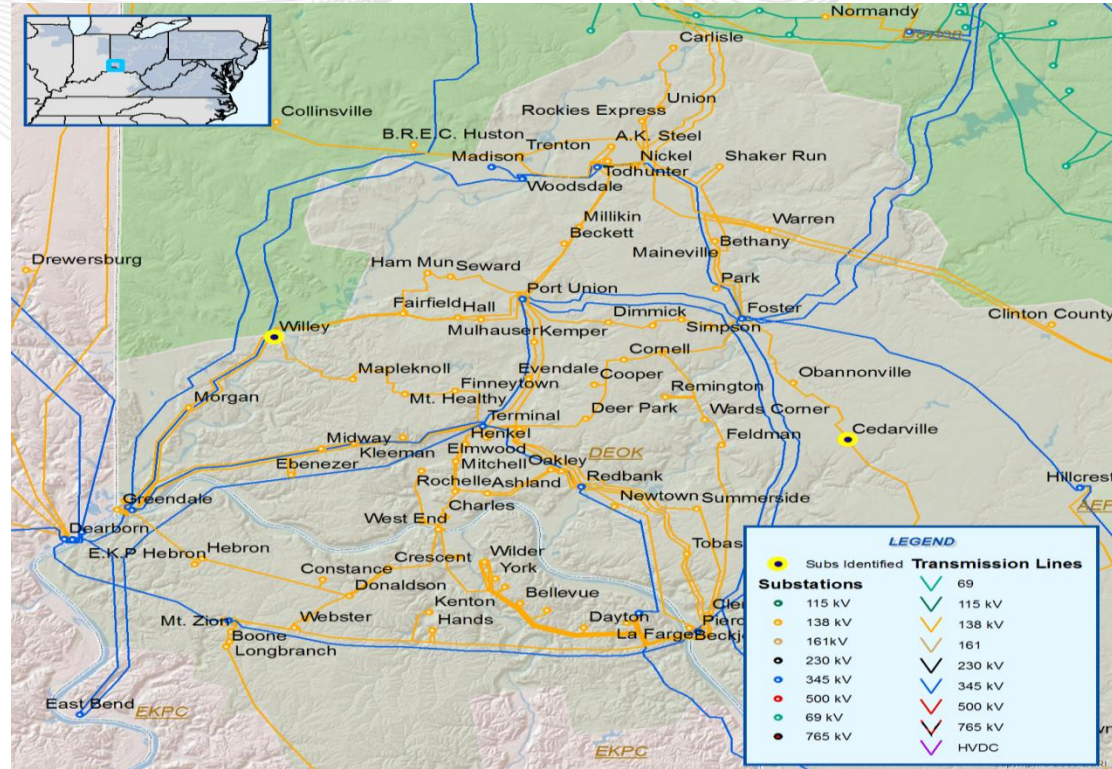 Normandy
Carlisle
Dayton
Union
Collinsville
Rockies Express
B.R.E.C. Huston
Trenton
A.K. Steel
Madison
Nickel
Shaker Run
Todhunter
Woodsdale
Millikin
Warren
Beckett
Bethany
Maineville
Drewersburg
Ham Mun
Seward
Park
Port Union
Fairfield
Hall
Foster
Willey
Mulhauser
Kemper
Dimmick
Simpson
Clinton County
Cornell
Mapleknoll
Evendale
Finneytown
Cooper
Obannonville
Morgan
Mt. Healthy
Remington
Deer Park
Terminal
Wards Corner
Cedarville
Midway
Henkel
Kleeman
Elmwood
Feldman
Ebenezer
Mitchell
Oakley
DEOK
Redbank
Hillcrest
Rochelle
Ashland
Greendale
Charles
Newtown
Summerside
AEP
West End
Dearborn
Tobas
E.K.P Hebron
Hebron
Crescent
Wilder
York
Constance
Donaldson
Bellevue
Kenton
Hands
Dayton
Mt. Zion
Webster
La Farge
Boone
Longbranch
East Bend
EKPC
EKPC
LEGEND
Subs Identified
Transmission Lines
Substations
115 kV
138 kV
161kV
230 kV
345 kV
500 kV
69 kV
765 kV
69
115 kV
138 kV
161
230 kV
345 kV
500 kV
765 kV
HVDC